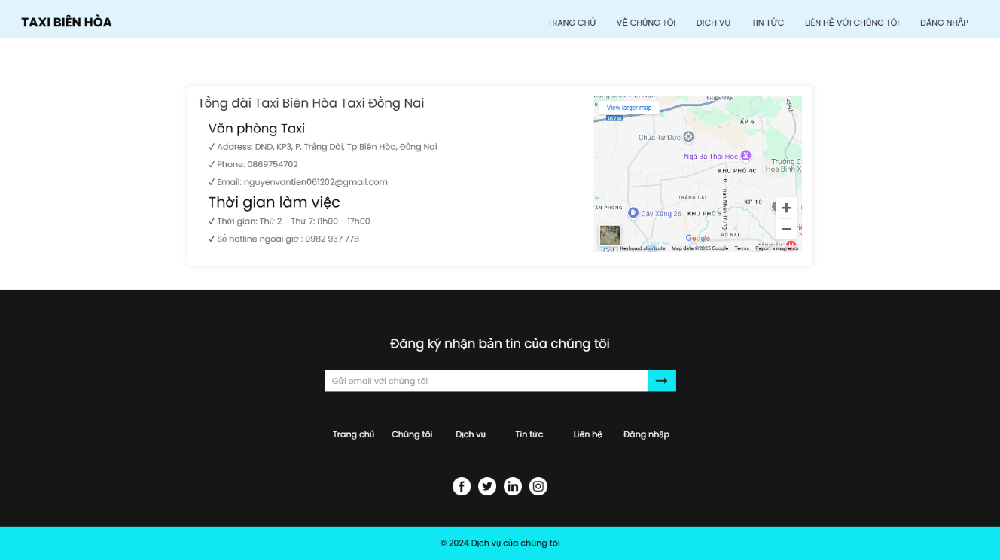 TAXI BIÊN HÒA
TRANG CHỦ VỀ CHÚNG TÔI DỊCH VỤ TIN TỨC LIÊN HỆ VỚI CHÚNG TÔI ĐĂNG NHẬP
Tổng đài Taxi Biên Hòa Taxi Đồng Nai
Văn phòng Taxi
✓ Address: DND, KP3, P. Trảng Dài, Tp Biên Hòa, Đồng Nai
✓ Phone: 0869754702
✓ Email: nguyenvantien061202@gmail.com
Thời gian làm việc
✓ Thời gian: Thứ 2 - Thứ 7: 8h00 - 17h00
✓ Số hotline ngoài giờ : 0982 937 778
THIỆN TÂN
View larger map
DT768
ẤP 6
Chùa Từ Đức
Ngã Ba Thái Học
Trường
Hòa Bình
KHU PHỐ 4C
Đ. Thân Nhân Trung
TRẢNG DÀI
KP 10
TÂN PHONG
Cây Xăng 26
KHU PHỐ 5
HỐ NAI
Google
Keyboard shortcuts Map data ©2025 Google Terms Report a map error
Đăng ký nhận bản tin của chúng tôi
Gửi email với chúng tôi
Trang chủ Chúng tôi Dịch vụ Tin tức Liên hệ Đăng nhập
© 2024 Dịch vụ của chúng tôi